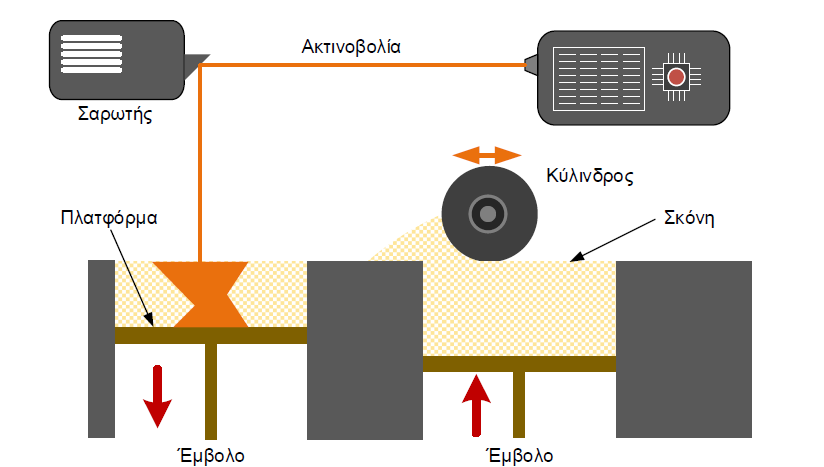 Ακτινοβολία
Σαρωτής
Κύλινδρος
Πλατφόρμα
Σκόνη
Έμβολο
Έμβολο